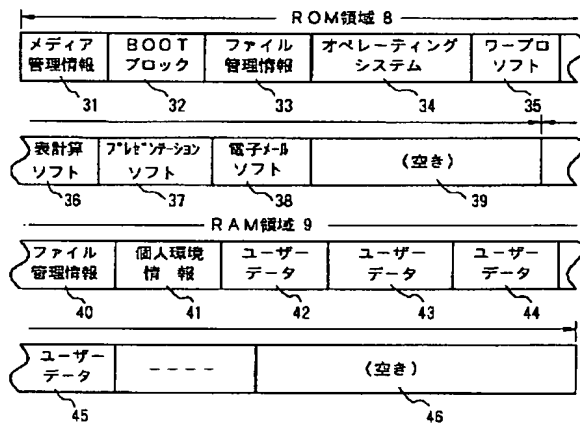 ROM領域 8
メディア 管理情報
BOOT ブロック
ファイル 管理情報
オペレーティング システム
ワープロ ソフト
31 32 33 34 35
表計算 ソフト
プレゼンテーション ソフト
電子メール ソフト
(空き)
36 37 38 39
RAM領域 9
ファイル 管理情報
個人環境 情報
ユーザー データ
ユーザー データ
ユーザー データ
40 41 42 43 44
ユーザー データ
----
(空き)
45 46